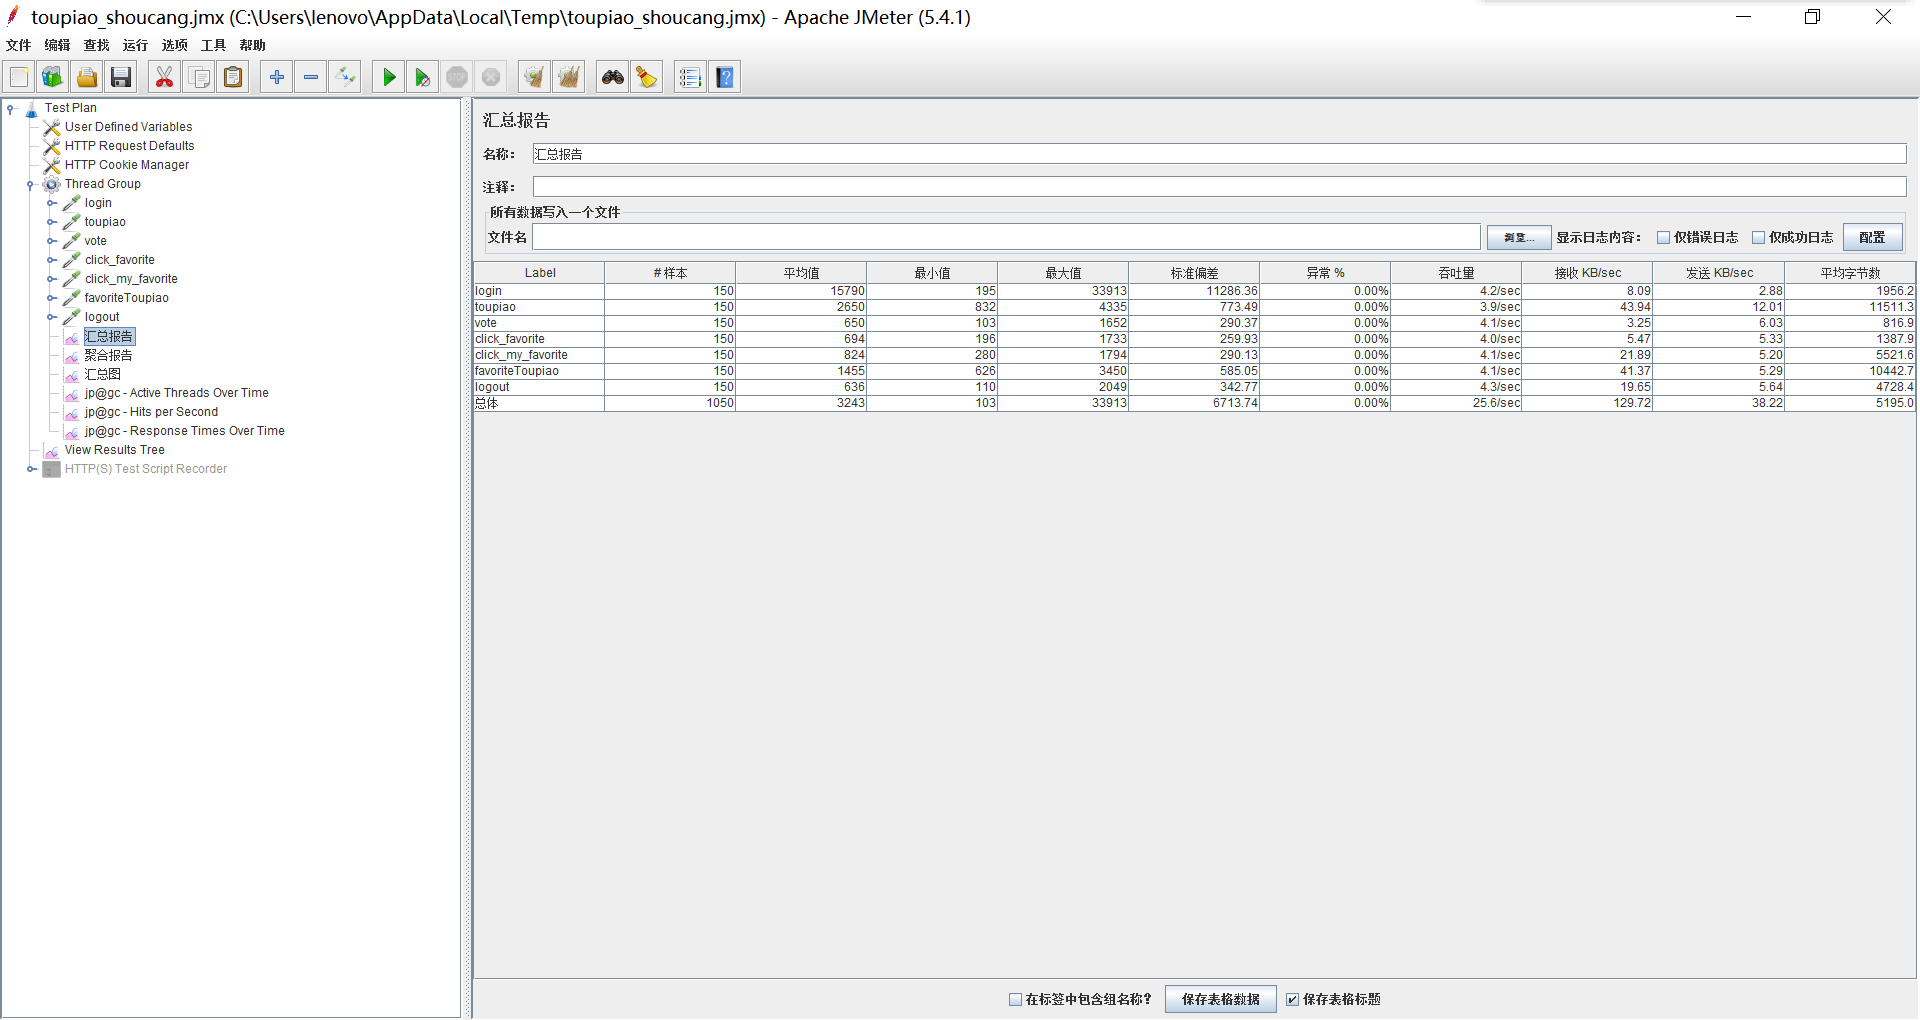 toupiao_shoucang.jmx (C:\Users\lenovo\AppData\Local\Temp\toupiao_shoucang.jmx) - Apache JMeter (5.4.1)
文件 编辑 查找 运行 选项 工具 帮助
STOP
Test Plan
User Defined Variables
HTTP Request Defaults
HTTP Cookie Manager
Thread Group
login
toupiao
vote
click_favorite
click_my_favorite
favoriteToupiao
logout
汇总报告
聚合报告
汇总图
jp@gc - Active Threads Over Time
jp@gc - Hits per Second
jp@gc - Response Times Over Time
View Results Tree
HTTP(S) Test Script Recorder
汇总报告
名称： 汇总报告
注释：
所有数据写入一个文件
文件名 浏览... 显示日志内容： 仅错误日志 仅成功日志 配置
Label # 样本 平均值 最小值 最大值 标准偏差 异常 % 吞吐量 接收 KB/sec 发送 KB/sec 平均字节数
login 150 15790 195 33913 11286.36 0.00% 4.2/sec 8.09 2.88 1956.2
toupiao 150 2650 832 4335 773.49 0.00% 3.9/sec 43.94 12.01 11511.3
vote 150 650 103 1652 290.37 0.00% 4.1/sec 3.25 6.03 816.9
click_favorite 150 694 196 1733 259.93 0.00% 4.0/sec 5.47 5.33 1387.9
click_my_favorite 150 824 280 1794 290.13 0.00% 4.1/sec 21.89 5.20 5521.6
favoriteToupiao 150 1455 626 3450 585.05 0.00% 4.1/sec 41.37 5.29 10442.7
logout 150 636 110 2049 342.77 0.00% 4.3/sec 19.65 5.64 4728.4
总体 1050 3243 103 33913 6713.74 0.00% 25.6/sec 129.72 38.22 5195.0
在标签中包含组名称？ 保存表格数据 保存表格标题